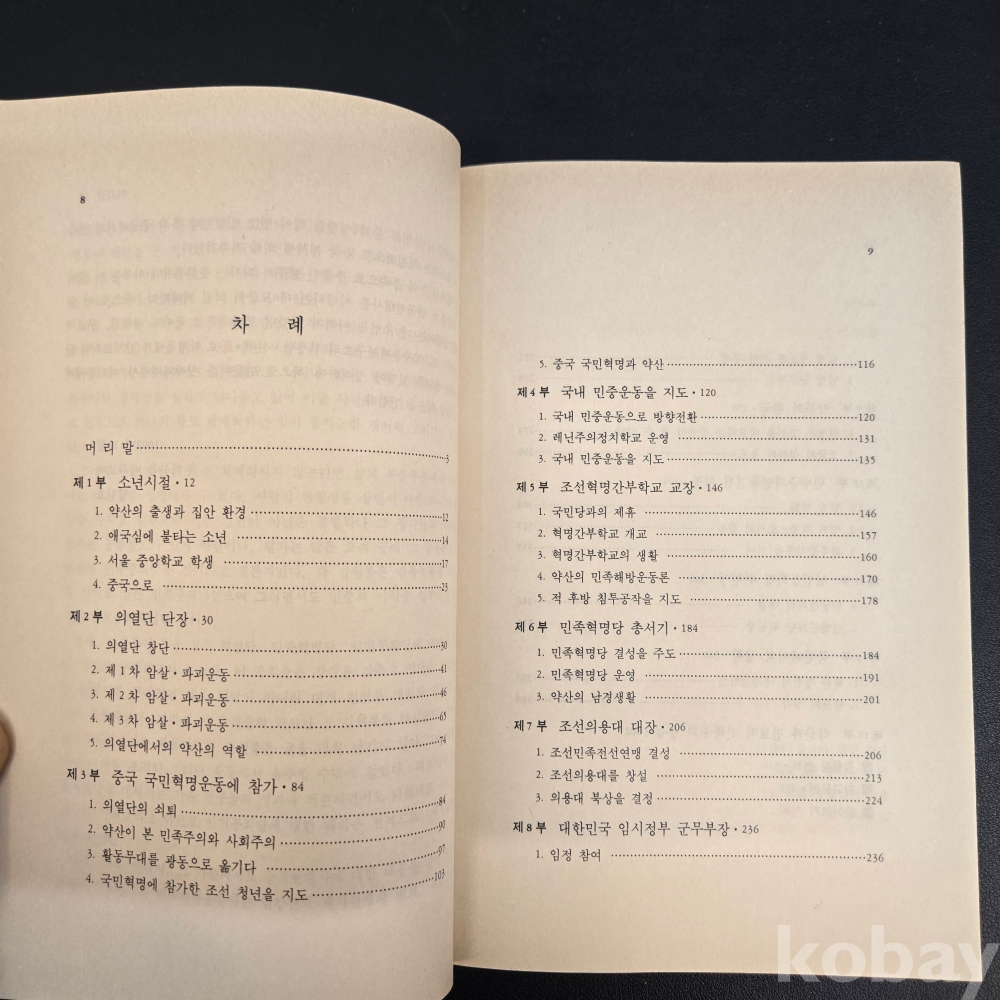 8
차 례
머리말 3
제1부 소년시절·12
1. 약산의 출생과 집안 환경 12
2. 애국심에 불타는 소년 14
3. 서울 중앙학교 학생 17
4. 중국으로 23
제2부 의열단 단장·30
1. 의열단 창단 30
2. 제1차 암살·파괴운동 41
3. 제2차 암살·파괴운동 46
4. 제3차 암살·파괴운동 65
5. 의열단에서의 약산의 역할 74
제3부 중국 국민혁명운동에 참가·84
1. 의열단의 쇠퇴 84
2. 약산이 본 민족주의와 사회주의 90
3. 활동무대를 광동으로 옮기다 97
4. 국민혁명에 참가한 조선 청년을 지도 103
9
5. 중국 국민혁명과 약산 116
제4부 국내 민중운동을 지도·120
1. 국내 민중운동으로 방향전환 120
2. 레닌주의정치학교 운영 131
3. 국내 민중운동을 지도 135
제5부 조선혁명간부학교 교장·146
1. 국민당과의 제휴 146
2. 혁명간부학교 개교 157
3. 혁명간부학교의 생활 160
4. 약산의 민족해방운동론 170
5. 적 후방 침투공작을 지도 178
제6부 민족혁명당 총서기·184
1. 민족혁명당 결성을 주도 184
2. 민족혁명당 운영 191
3. 약산의 남경생활 201
제7부 조선의용대 대장·206
1. 조선민족전선연맹 결성 206
2. 조선의용대를 창설 213
3. 의용대 북상을 결정 224
제8부 대한민국 임시정부 군무부장·236
1. 임정 참여 236
kobay